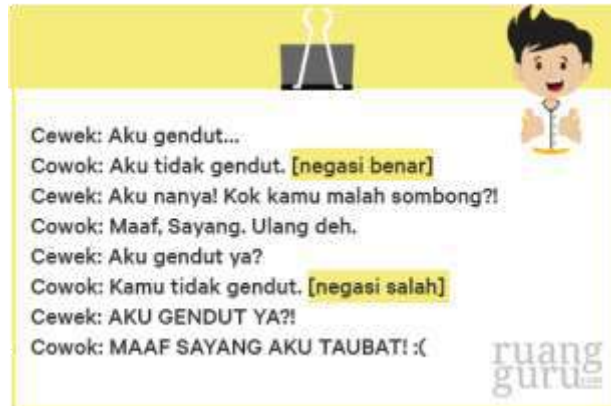 Cewek: Aku gendut...
Cowok: Aku tidak gendut. [negasi benar]
Cewek: Aku nanya! Kok kamu malah sombong?!
Cowok: Maaf, Sayang. Ulang deh.
Cewek: Aku gendut ya?
Cowok: Kamu tidak gendut. [negasi salah]
Cewek: AKU GENDUT YA?!
Cowok: MAAF SAYANG AKU TAUBAT! :(
ruang
guru